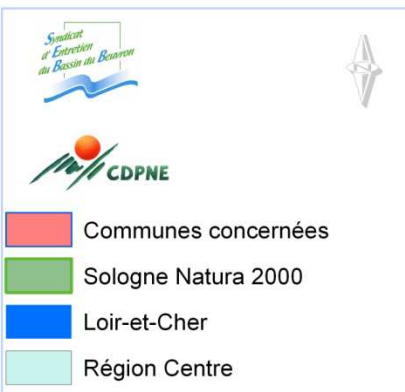 Syndicat
d'Entretien
du Bassin du Beuvron
N
CDPNE
Communes concernées
Sologne Natura 2000
Loir-et-Cher
Région Centre